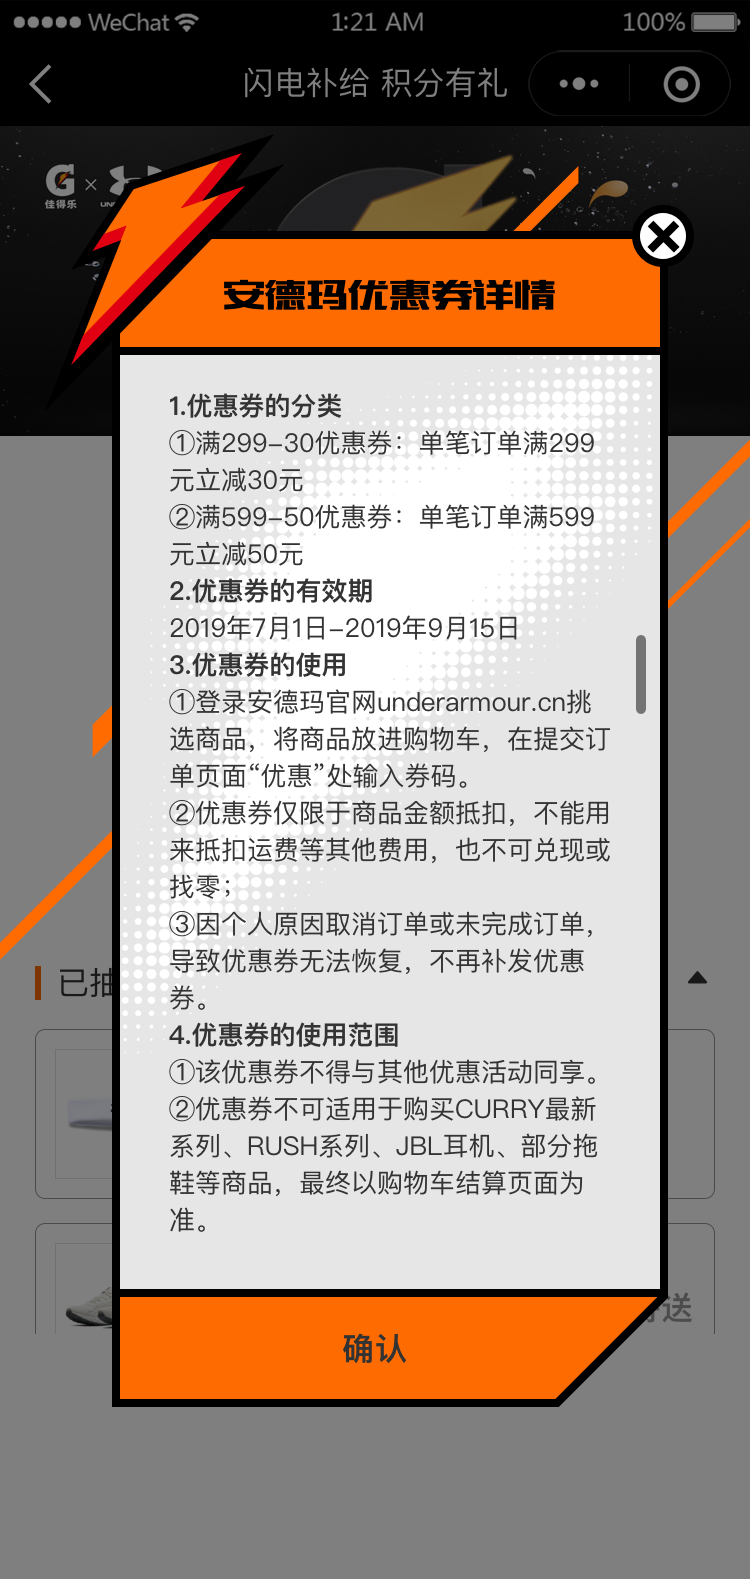 WeChat
1:21 AM
100%
闪电补给 积分有礼
G ×
佳得乐
安德玛优惠券详情
1.优惠券的分类
①满299-30优惠券：单笔订单满299
元立减30元
②满599-50优惠券：单笔订单满599
元立减50元
2.优惠券的有效期
2019年7月1日-2019年9月15日
3.优惠券的使用
①登录安德玛官网underarmour.cn挑
选商品，将商品放进购物车，在提交订
单页面“优惠”处输入券码。
②优惠券仅限于商品金额抵扣，不能用
来抵扣运费等其他费用，也不可兑现或
找零；
③因个人原因取消订单或未完成订单，
导致优惠券无法恢复，不再补发优惠
券。
4.优惠券的使用范围
①该优惠券不得与其他优惠活动同享。
②优惠券不可适用于购买CURRY最新
系列、RUSH系列、JBL耳机、部分拖
鞋等商品，最终以购物车结算页面为
准。
已抽
送
确认